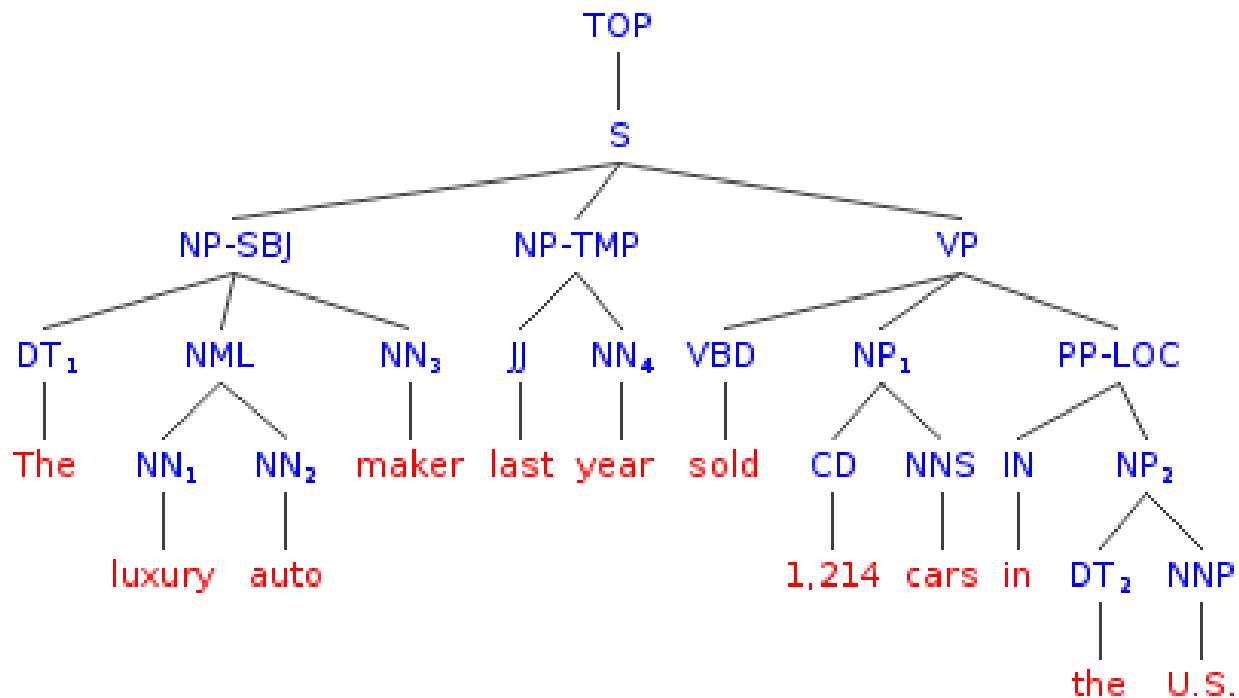 TOP
S
NP-SBJ NP-TMP VP
DT₁ NML NN₃ JJ NN₄ VBD NP₁ PP-LOC
The NN₁ NN₂ maker last year sold CD NNS IN NP₂
luxury auto 1,214 cars in DT₂ NNP
the U.S.